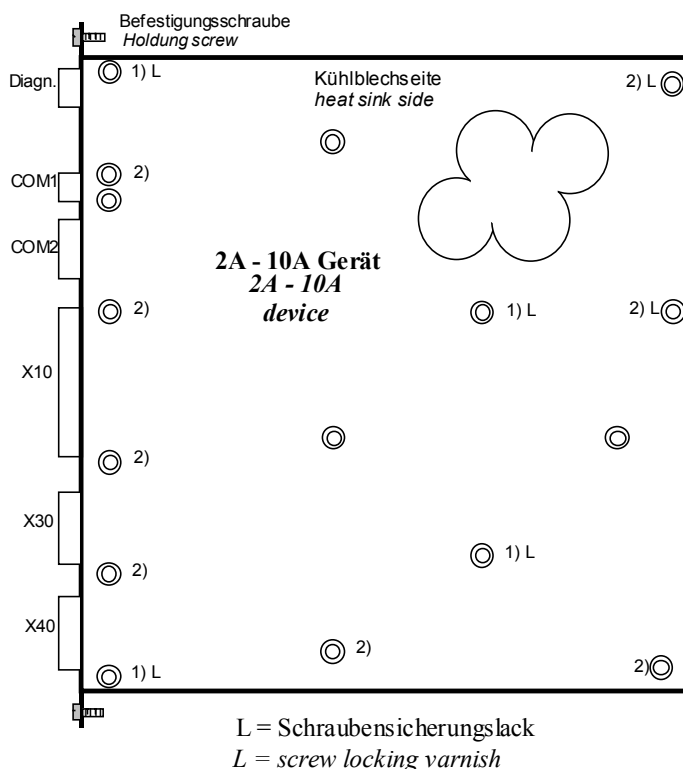 Befestigungsschraube
Holdung screw
Diagn.
1) L
Kühlblechseite
heat sink side
2) L
COM1
2)
COM2
2A - 10A Gerät
2A - 10A
device
2)
1) L
2) L
X10
2)
X30
1) L
2)
X40
2)
2)
1) L
L = Schraubensicherungslack
L = screw locking varnish